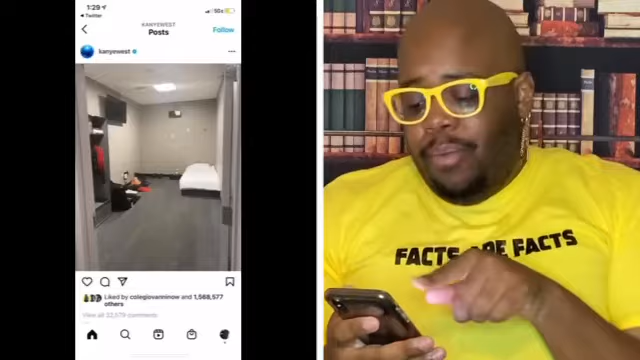 1:29
Twitter
KANYEWEST
Posts
Follow
kanyewest
Liked by colegiovanninow and 1,568,577
others
FACTS ARE FACTS